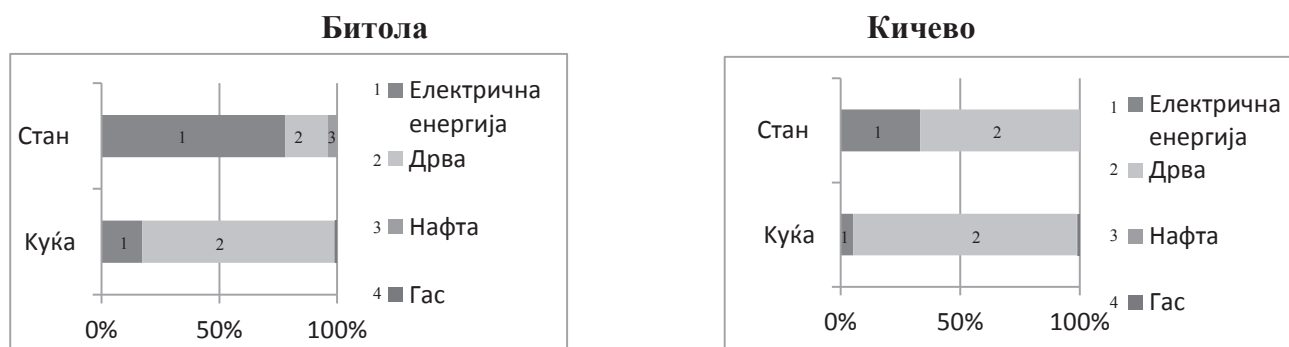 Битола
Стан
1
2
3
Куќа
1
2
0%
50%
100%
1 Електрична
енергија
2 Дрва
3 Нафта
4 Гас
Кичево
Стан
1
2
Куќа
1
2
0%
50%
100%
1 Електрична
енергија
2 Дрва
3 Нафта
4 Гас